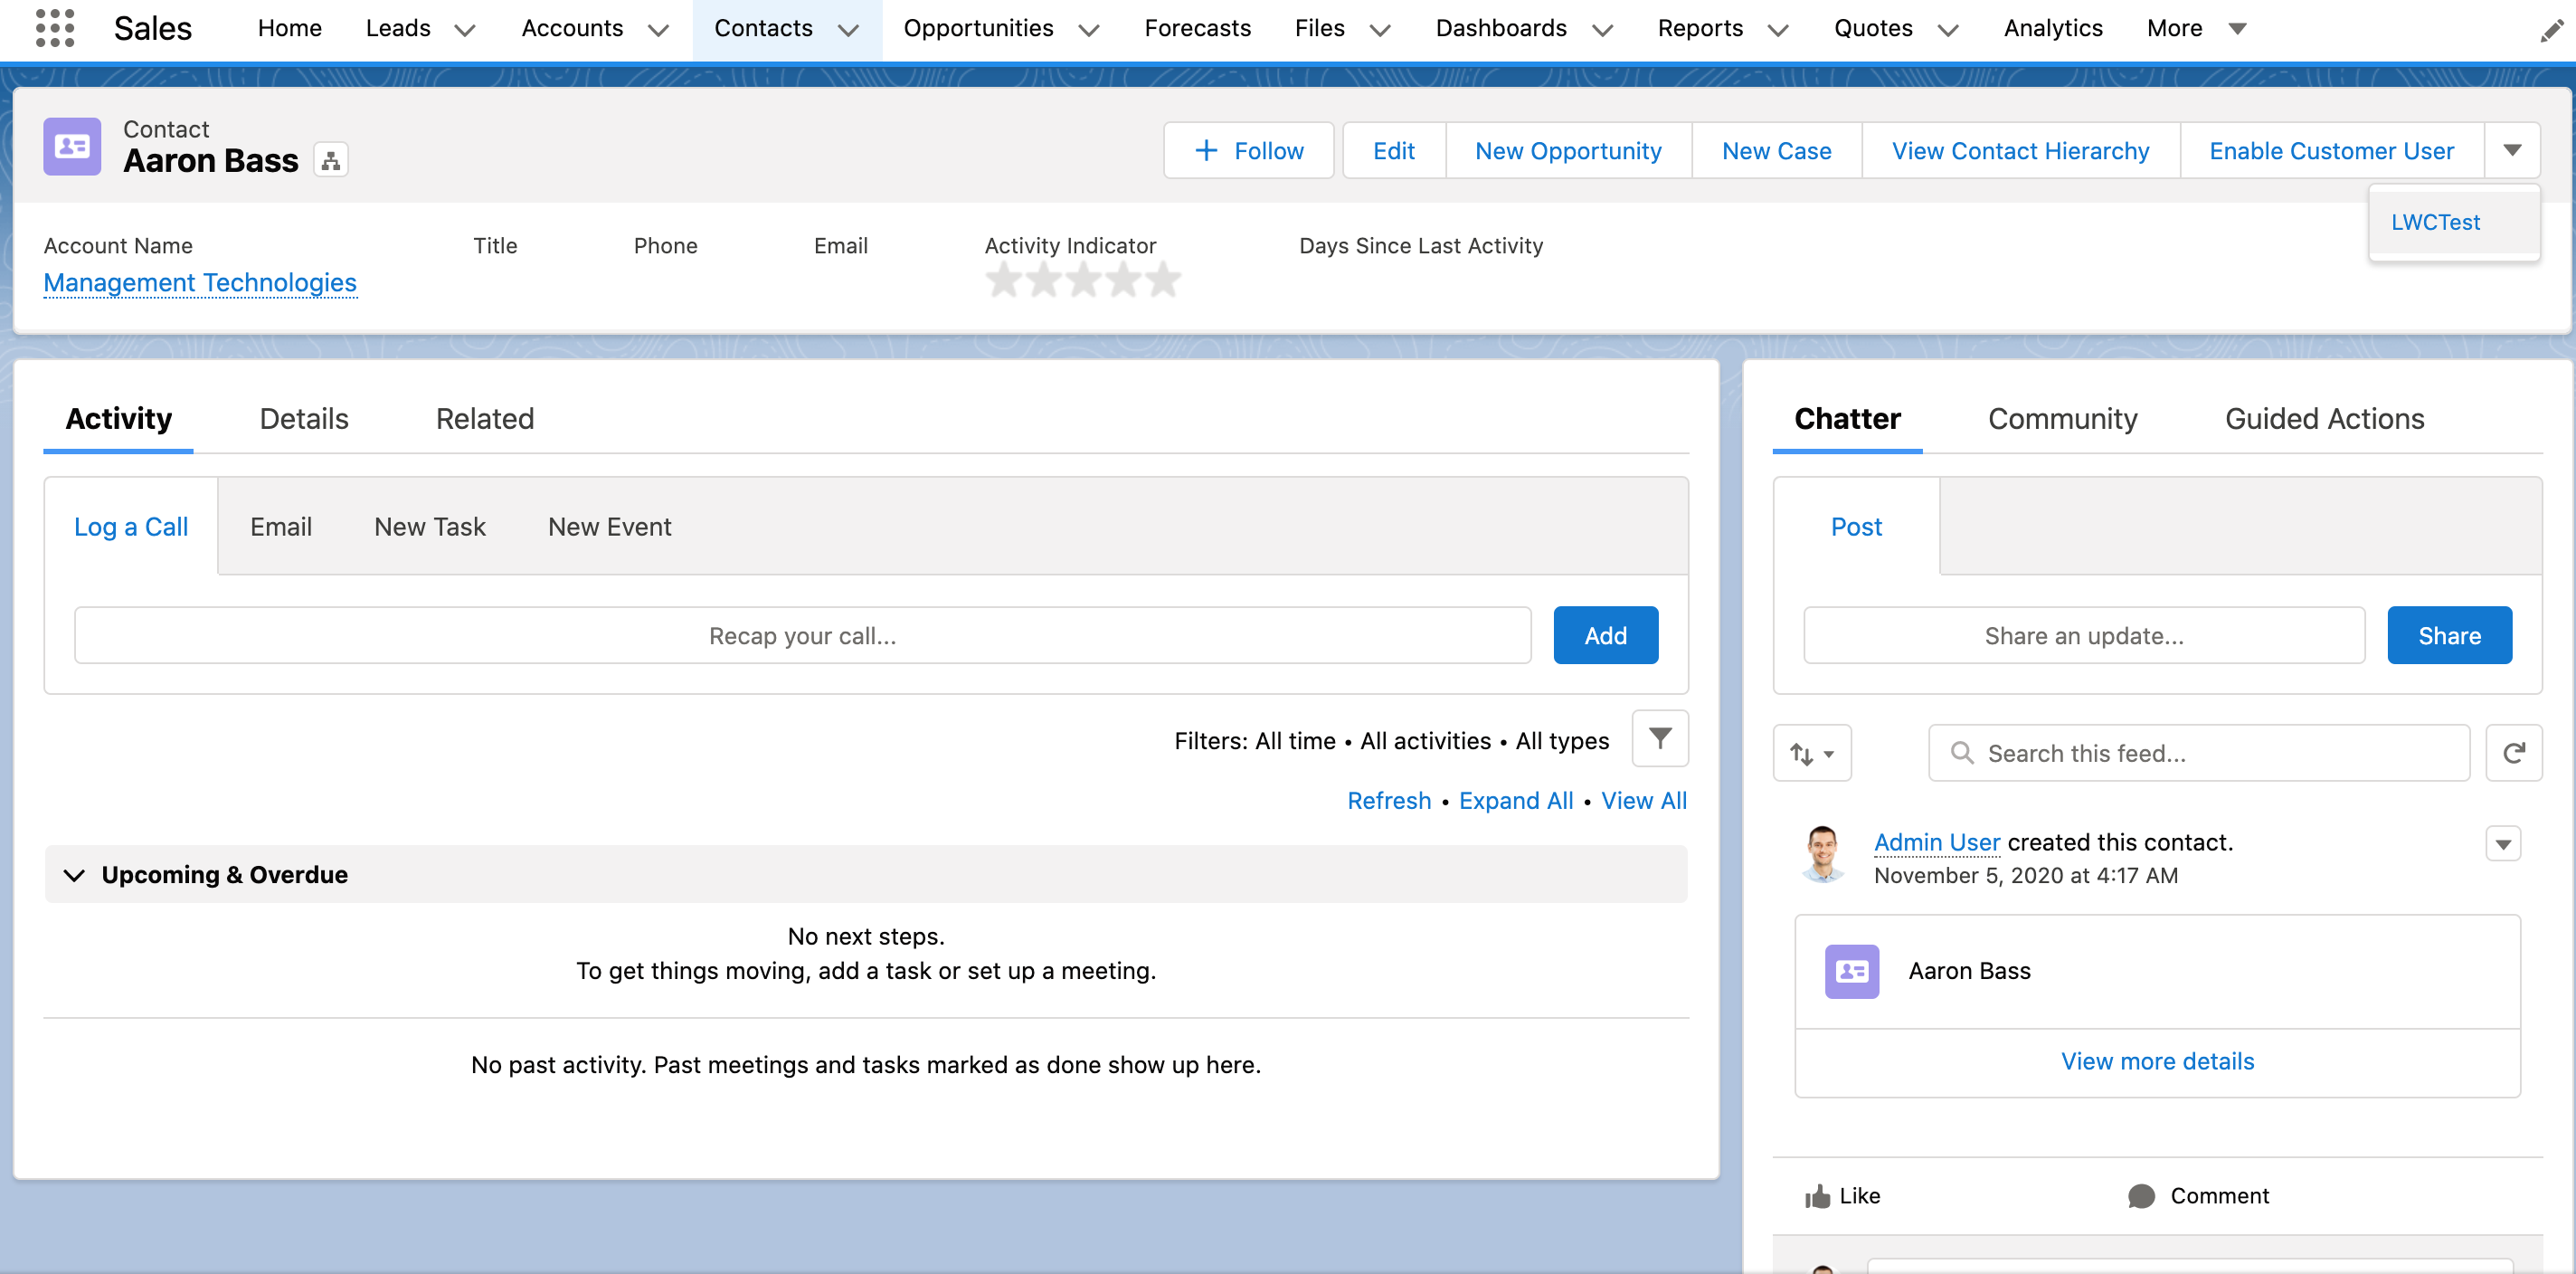 Sales Home Leads Accounts Contacts Opportunities Forecasts Files Dashboards Reports Quotes Analytics More
Contact
Aaron Bass
Follow Edit New Opportunity New Case View Contact Hierarchy Enable Customer User
LWCTest
Account Name Title Phone Email Activity Indicator Days Since Last Activity
Management Technologies
Activity Details Related
Log a Call Email New Task New Event
Recap your call... Add
Filters: All time • All activities • All types
Refresh • Expand All • View All
Upcoming & Overdue
No next steps.
To get things moving, add a task or set up a meeting.
No past activity. Past meetings and tasks marked as done show up here.
Chatter Community Guided Actions
Post
Share an update... Share
Search this feed...
Admin User created this contact.
November 5, 2020 at 4:17 AM
Aaron Bass
View more details
Like Comment